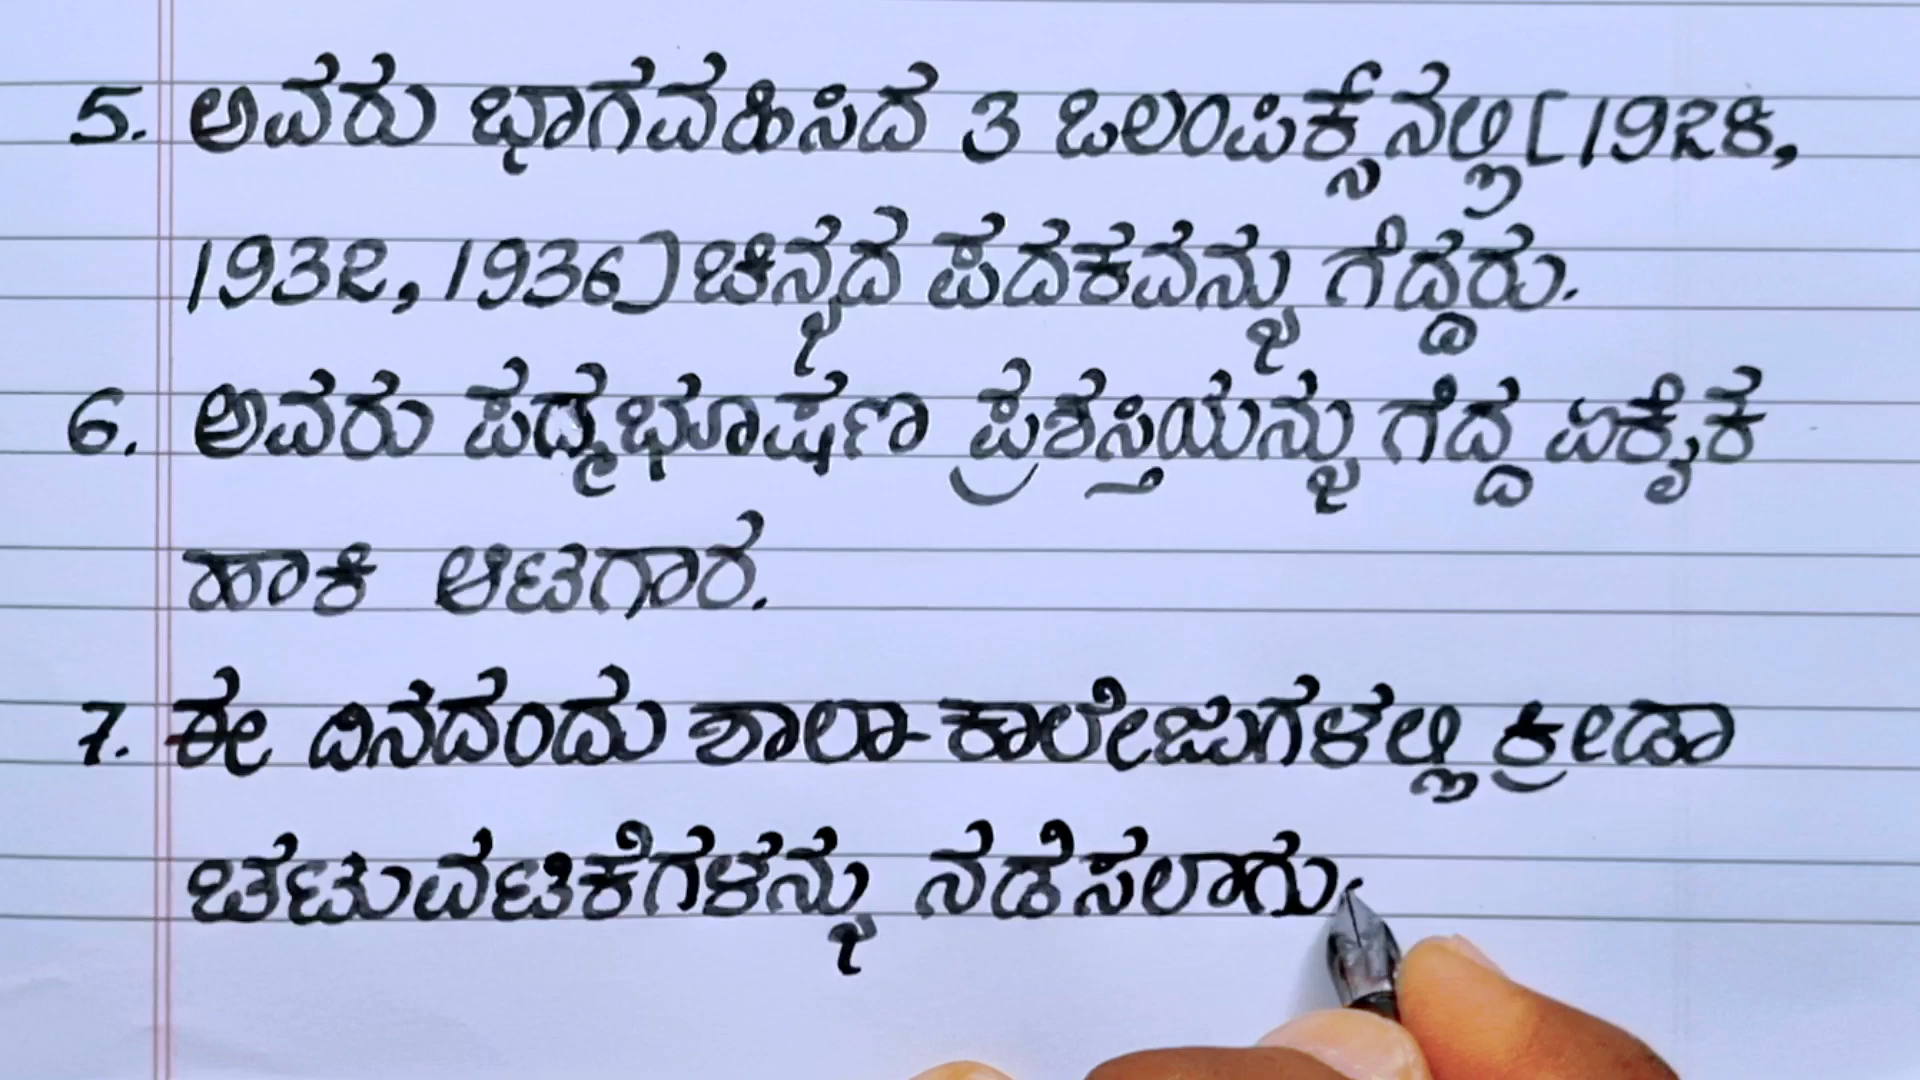 5. ಅವರು ಭಾಗವಹಿಸಿದ 3 ಒಲಂಪಿಕ್ಸ್‌ನಲ್ಲಿ [1928,
1932, 1936] ಚಿನ್ನದ ಪದಕವನ್ನು ಗೆದ್ದರು.
6. ಅವರು ಪದ್ಮಭೂಷಣ ಪ್ರಶಸ್ತಿಯನ್ನು ಗೆದ್ದ ಏಕೈಕ
ಹಾಕಿ ಆಟಗಾರ.
7. ಈ ದಿನದಂದು ಶಾಲಾ-ಕಾಲೇಜುಗಳಲ್ಲಿ ಕ್ರೀಡಾ
ಚಟುವಟಿಕೆಗಳನ್ನು ನಡೆಸಲಾಗು